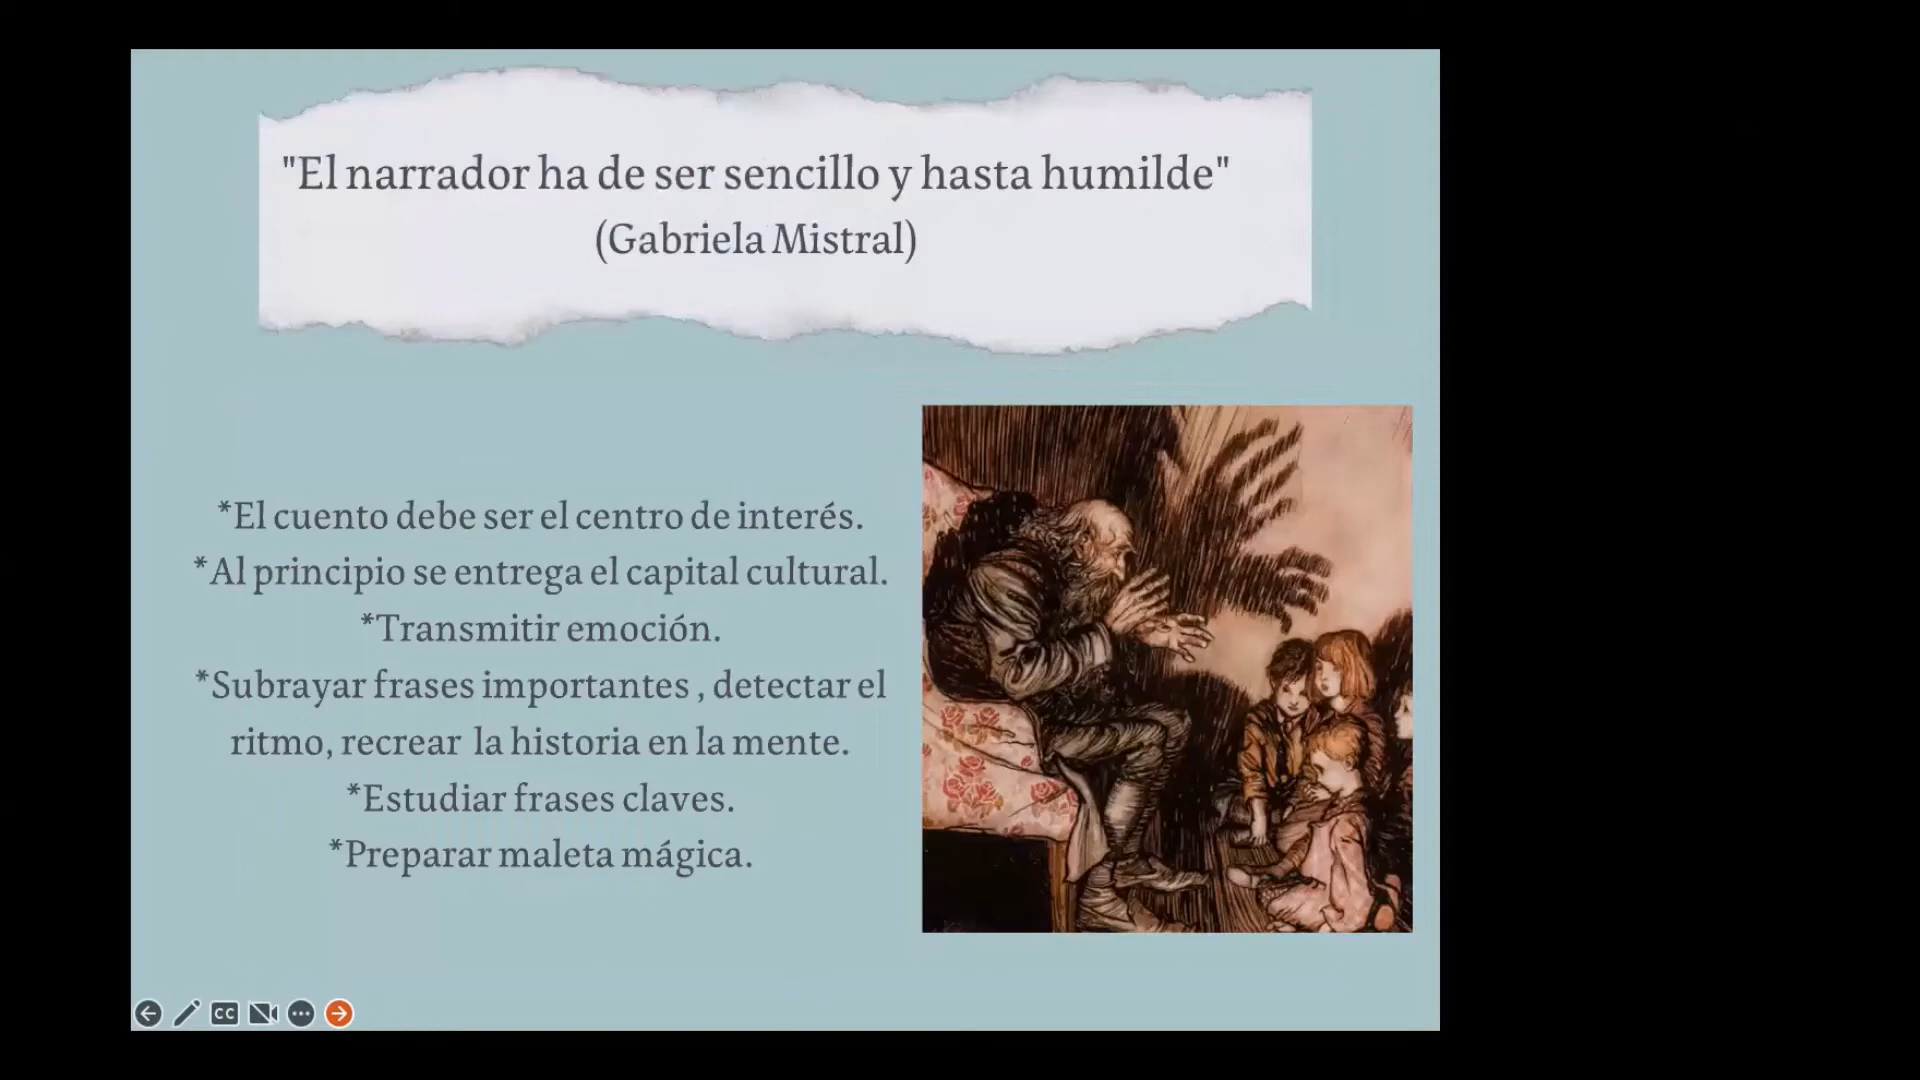 "El narrador ha de ser sencillo y hasta humilde"
(Gabriela Mistral)
*El cuento debe ser el centro de interés.
*Al principio se entrega el capital cultural.
*Transmitir emoción.
*Subrayar frases importantes , detectar el
ritmo, recrear la historia en la mente.
*Estudiar frases claves.
*Preparar maleta mágica.
CC